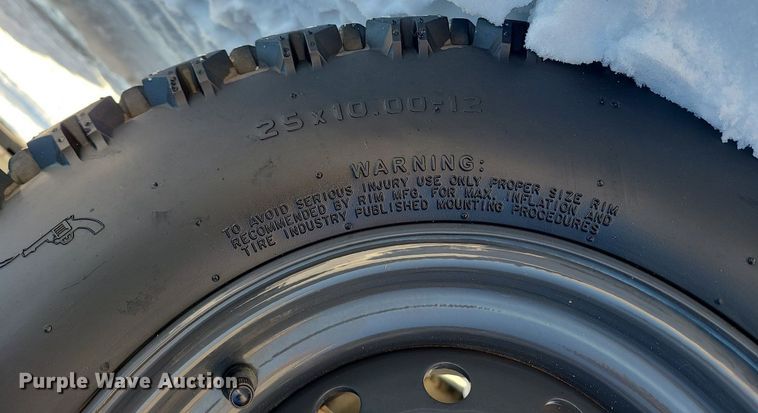 25x10.00-12
WARNING:
TO AVOID SERIOUS INJURY USE ONLY PROPER SIZE RIM
RECOMMENDED BY RIM MFG. FOR MAX. INFLATION AND
TIRE INDUSTRY PUBLISHED MOUNTING PROCEDURES
Purple Wave Auction